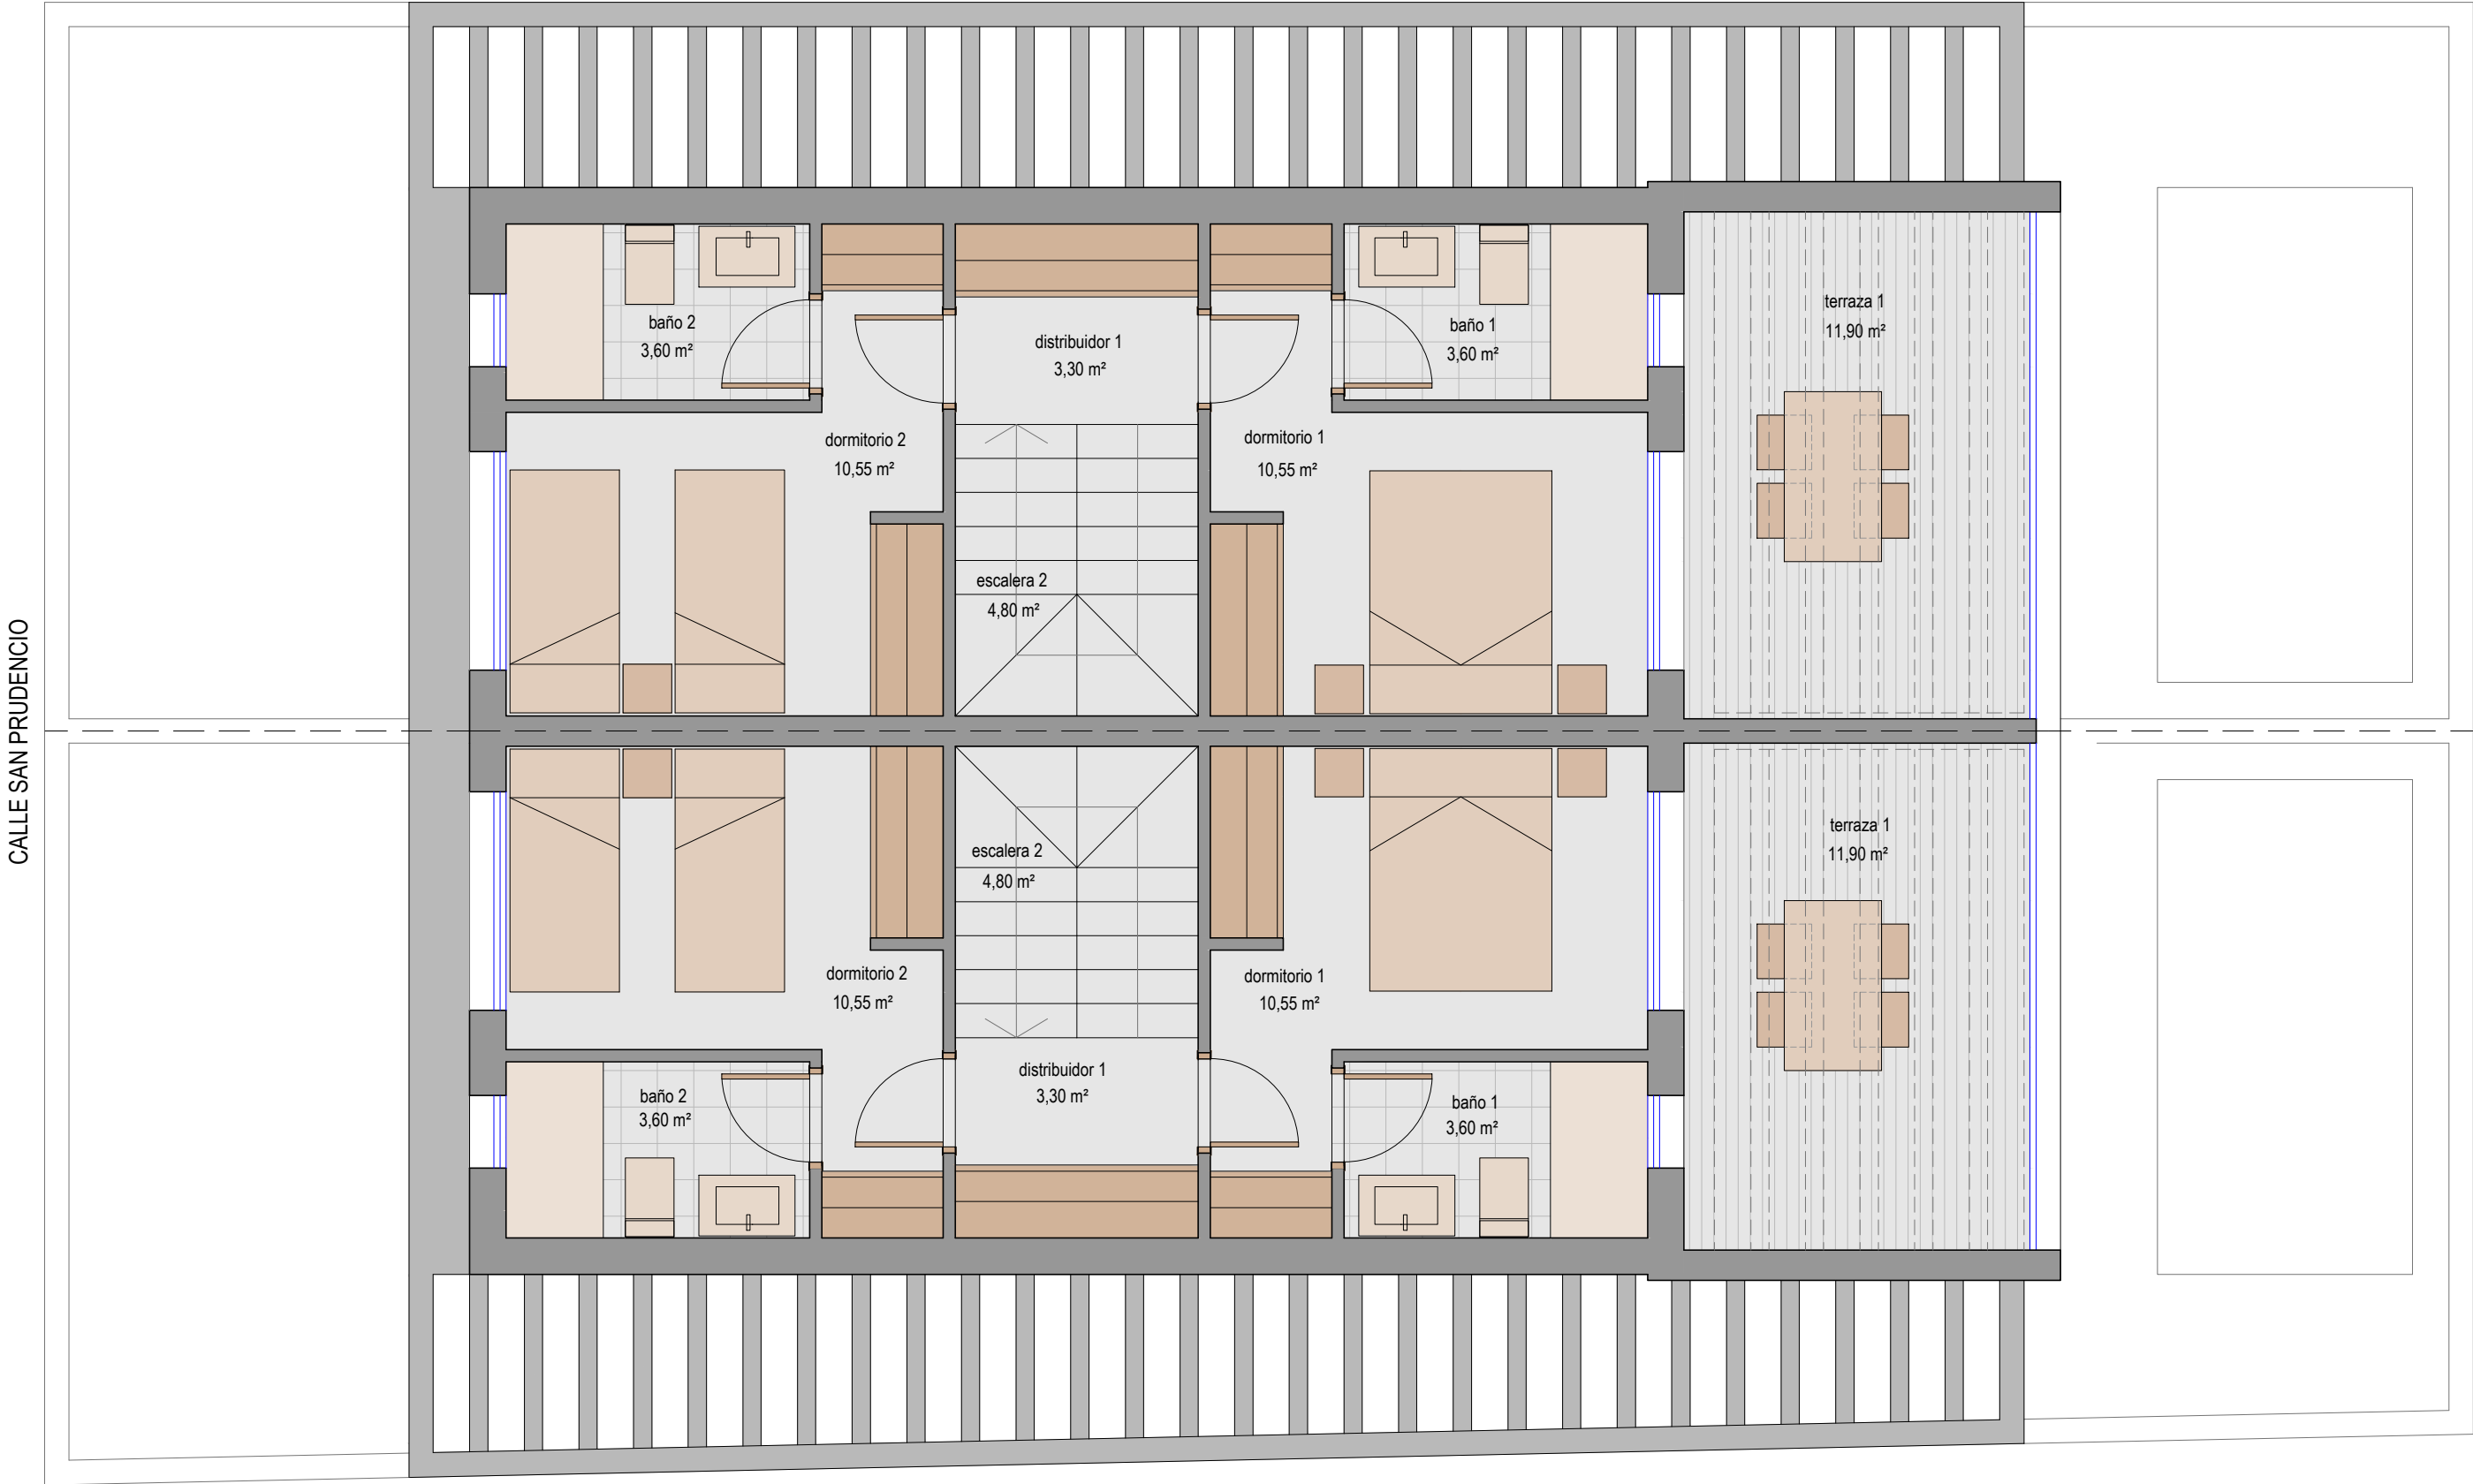 CALLE SAN PRUDENCIO
baño 2
3,60 m²
distribuidor 1
3,30 m²
baño 1
3,60 m²
terraza 1
11,90 m²
dormitorio 2
10,55 m²
dormitorio 1
10,55 m²
escalera 2
4,80 m²
escalera 2
4,80 m²
terraza 1
11,90 m²
dormitorio 2
10,55 m²
dormitorio 1
10,55 m²
distribuidor 1
3,30 m²
baño 2
3,60 m²
baño 1
3,60 m²